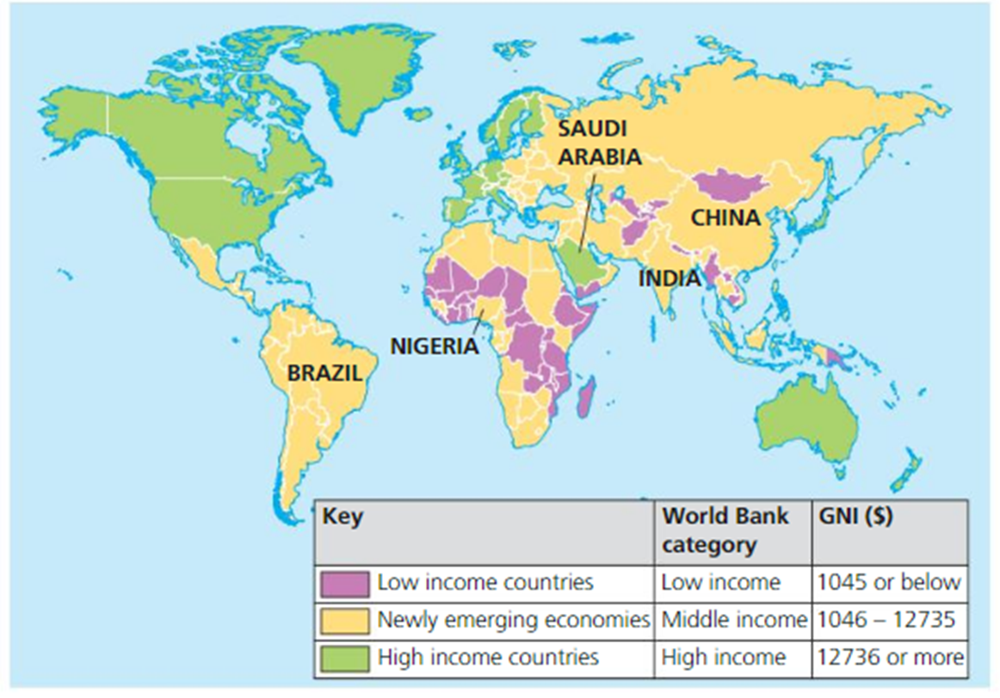 SAUDI
ARABIA
CHINA
INDIA
NIGERIA
BRAZIL
Key World Bank category GNI ($)
Low income countries Low income 1045 or below
Newly emerging economies Middle income 1046 – 12735
High income countries High income 12736 or more